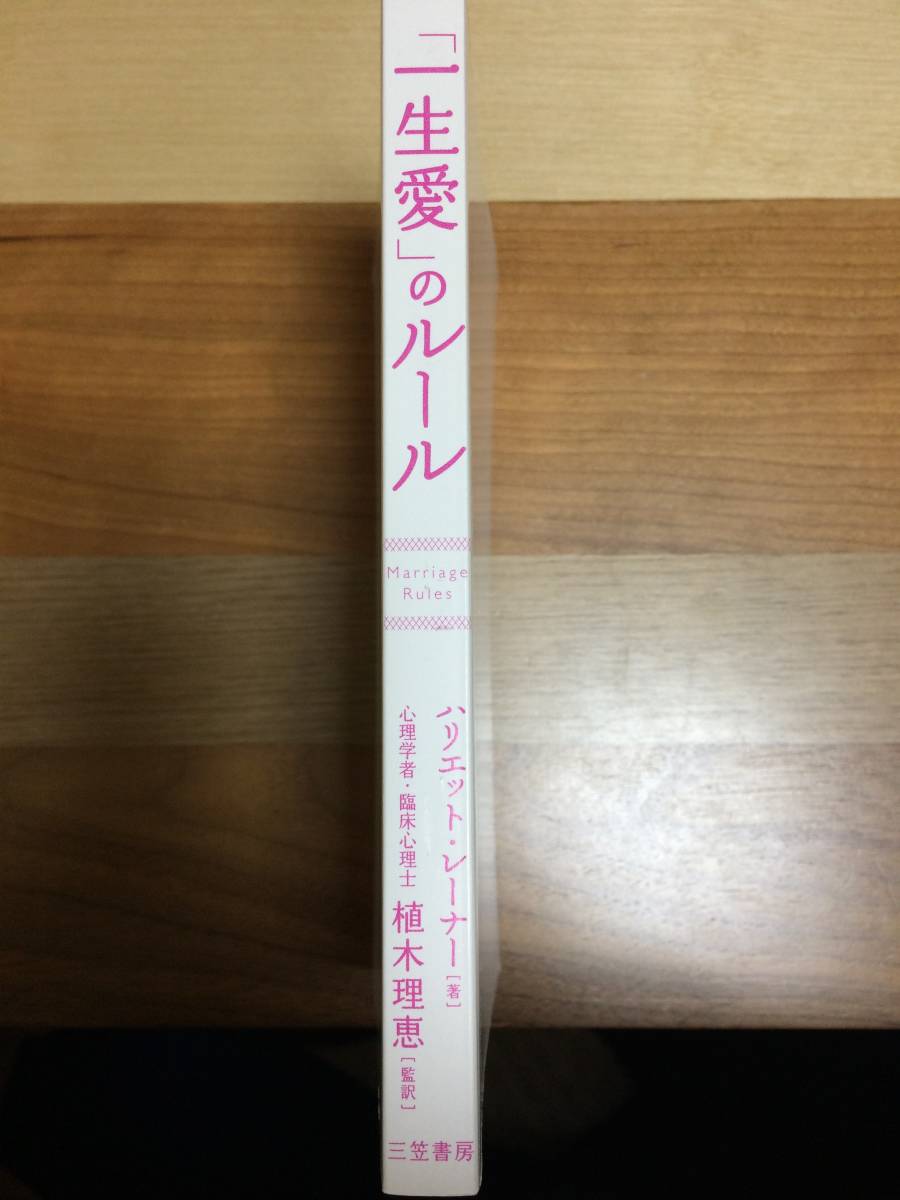 「一生愛」のルール
Marriage
Rules
ハリエット・レーナー［著］
心理学者・臨床心理士 植木理恵［監訳］
三笠書房